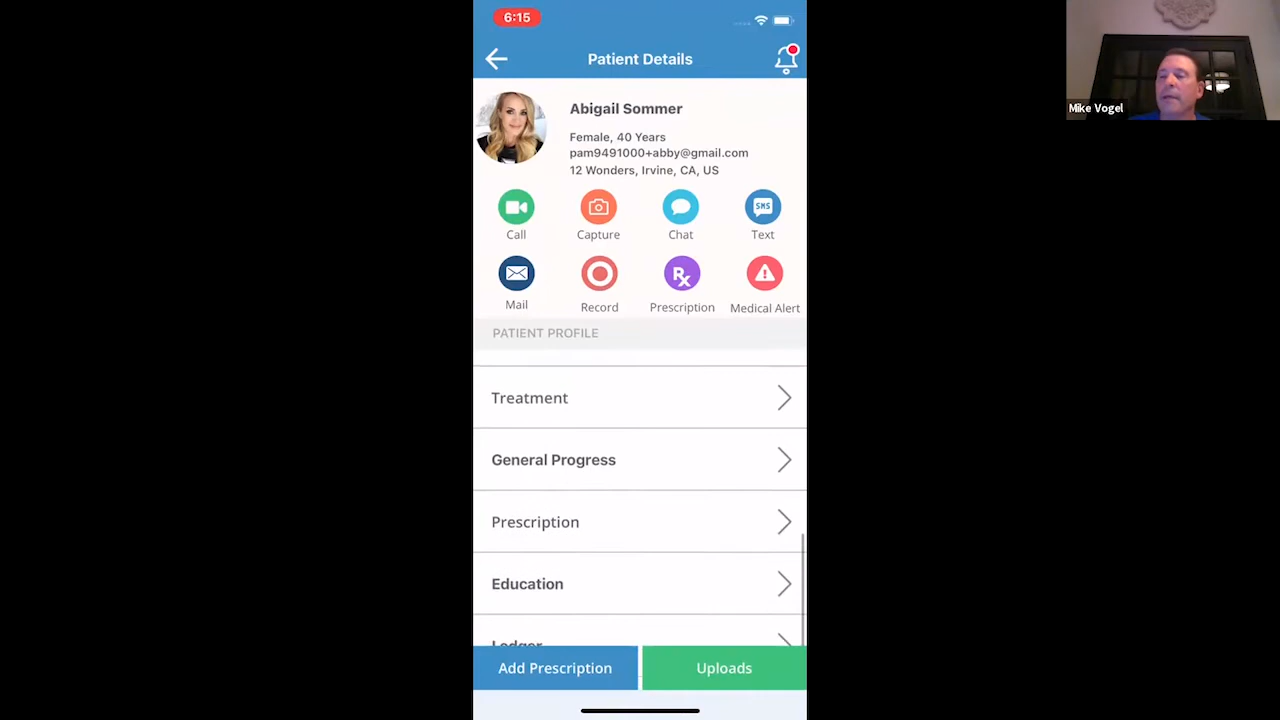 6:15
Patient Details
Mike Vogel
Abigail Sommer
Female, 40 Years
pam9491000+abby@gmail.com
12 Wonders, Irvine, CA, US
SMS
Call
Capture
Chat
Text
Rx
Mail
Record
Prescription
Medical Alert
PATIENT PROFILE
Treatment
General Progress
Prescription
Education
Ledger
Add Prescription
Uploads